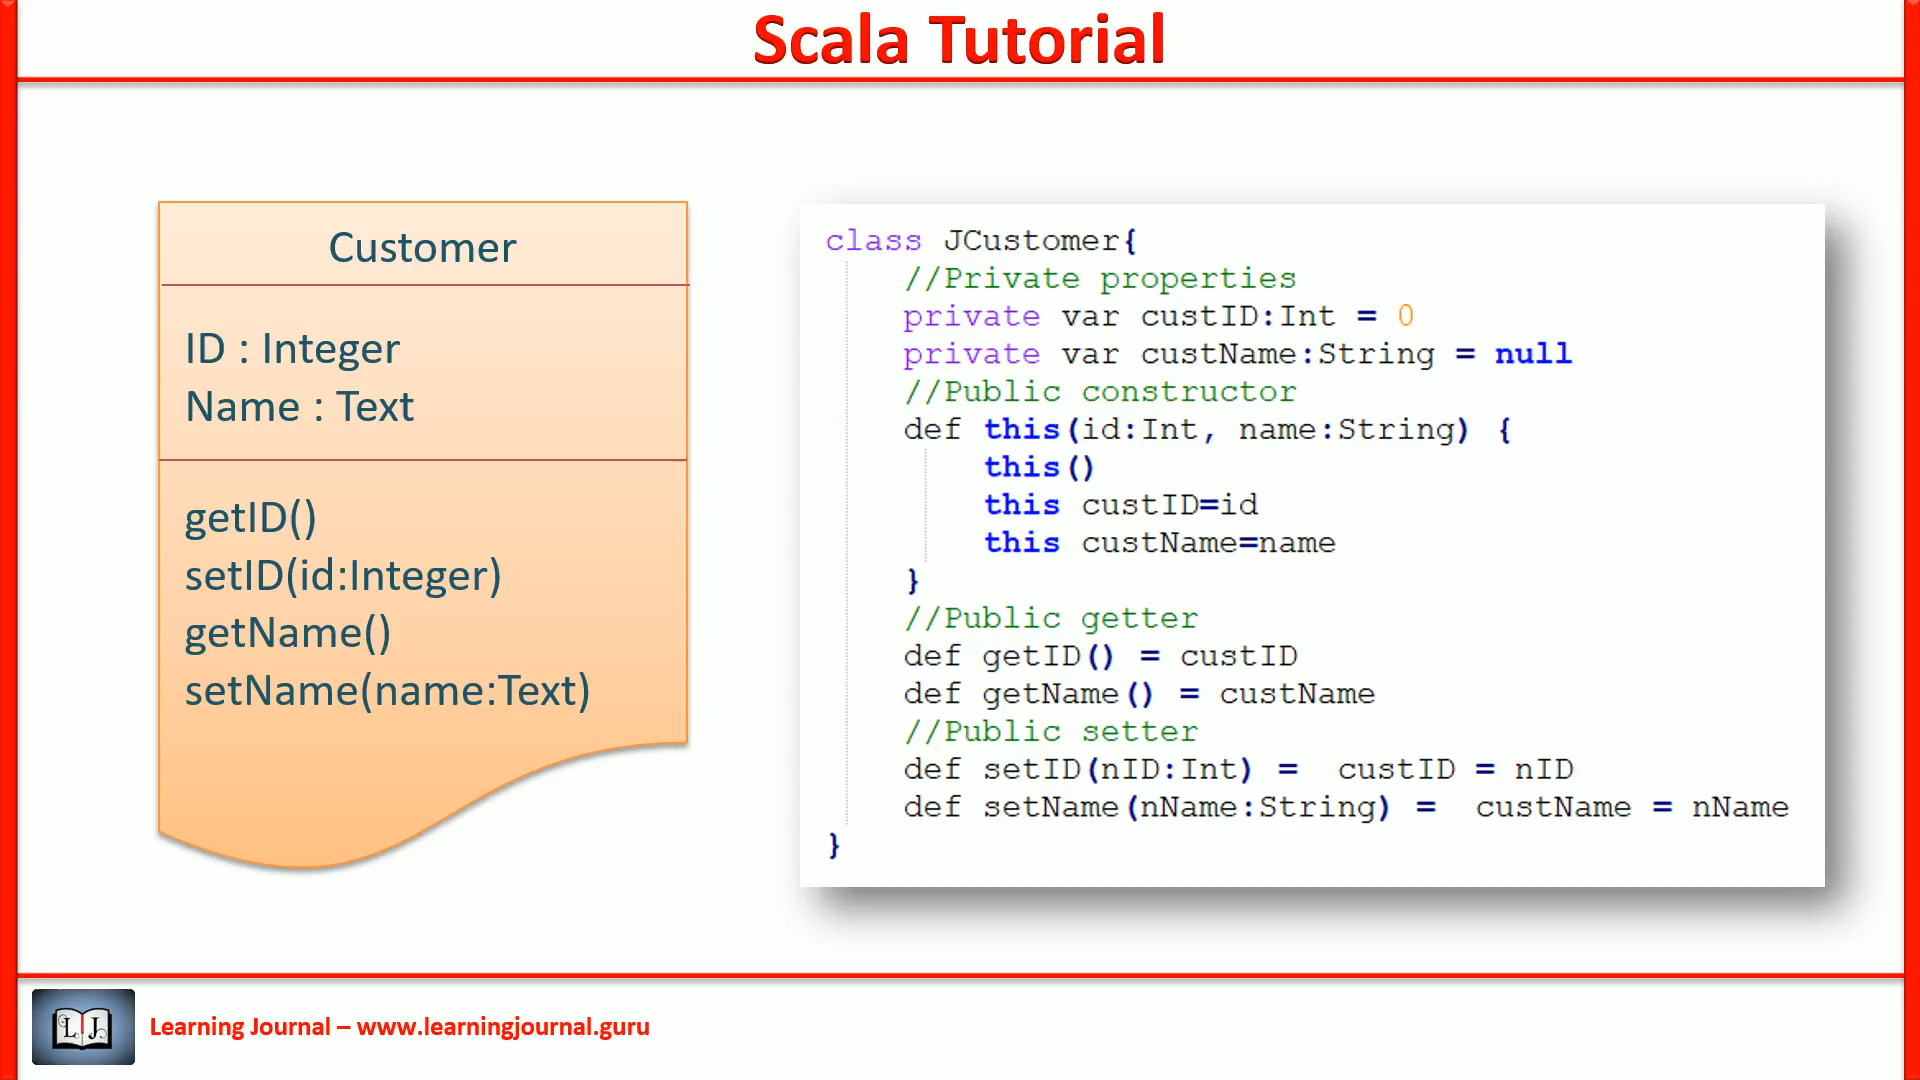 Scala Tutorial
Customer
ID : Integer
Name : Text
getID()
setID(id:Integer)
getName()
setName(name:Text)
class JCustomer{
//Private properties
private var custID:Int = 0
private var custName:String = null
//Public constructor
def this(id:Int, name:String) {
this()
this custID=id
this custName=name
}
//Public getter
def getID() = custID
def getName() = custName
//Public setter
def setID(nID:Int) =  custID = nID
def setName(nName:String) =  custName = nName
}
LJ
Learning Journal – www.learningjournal.guru